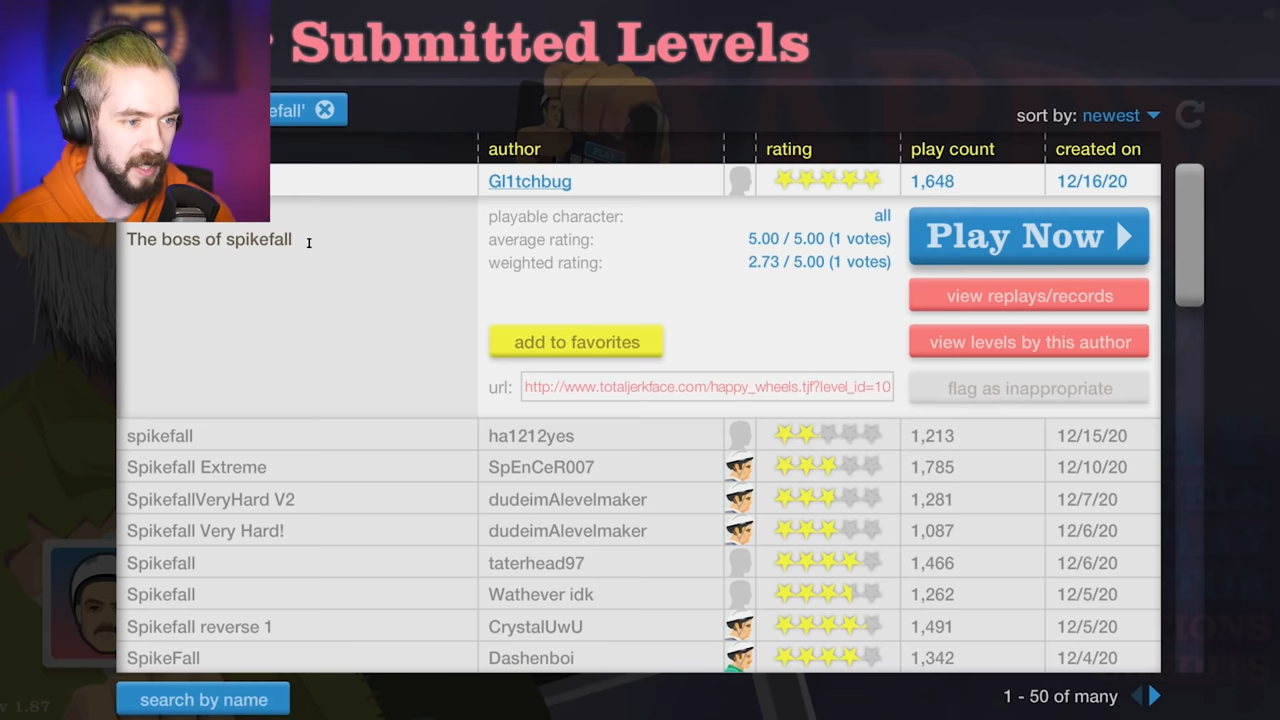 Submitted Levels
efall'
sort by: newest
author rating play count created on
Gl1tchbug 1,648 12/16/20
The boss of spikefall
playable character: all
average rating: 5.00 / 5.00 (1 votes)
weighted rating: 2.73 / 5.00 (1 votes)
Play Now
view replays/records
add to favorites
view levels by this author
url: http://www.totaljerkface.com/happy_wheels.tjf?level_id=10
flag as inappropriate
spikefall ha1212yes 1,213 12/15/20
Spikefall Extreme SpEnCeR007 1,785 12/10/20
SpikefallVeryHard V2 dudeimAlevelmaker 1,281 12/7/20
Spikefall Very Hard! dudeimAlevelmaker 1,087 12/6/20
Spikefall taterhead97 1,466 12/6/20
Spikefall Wathever idk 1,262 12/5/20
Spikefall reverse 1 CrystalUwU 1,491 12/5/20
SpikeFall Dashenboi 1,342 12/4/20
search by name
1 - 50 of many
v 1.87